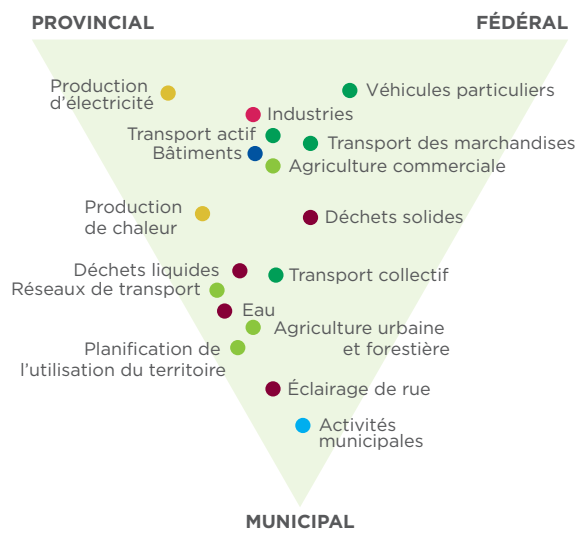 PROVINCIAL
FÉDÉRAL
Production
d’électricité
Véhicules particuliers
Industries
Transport actif
Transport des marchandises
Bâtiments
Agriculture commerciale
Production
de chaleur
Déchets solides
Déchets liquides
Transport collectif
Réseaux de transport
Eau
Agriculture urbaine
et forestière
Planification de
l’utilisation du territoire
Éclairage de rue
Activités
municipales
MUNICIPAL